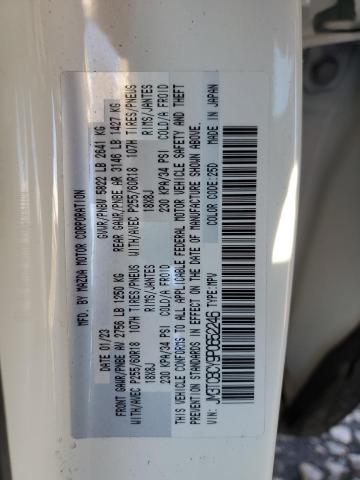 MFD. BY MAZDA MOTOR CORPORATION
DATE 01/23 GVWR/PNBV 5822 LB 2641 KG
FRONT GAWR/PNBE AV 2756 LB 1250 KG REAR GAWR/PNBE AR 3146 LB 1427 KG
WITH/AVEC P255/60R18 107H TIRES/PNEUS WITH/AVEC P255/60R18 107H TIRES/PNEUS
18X8J RIMS/JANTES 18X8J RIMS/JANTES
230 KPA/34 PSI COLD/A FROID 230 KPA/34 PSI COLD/A FROID
THIS VEHICLE CONFORMS TO ALL APPLICABLE FEDERAL MOTOR VEHICLE SAFETY AND THEFT
PREVENTION STANDARDS IN EFFECT ON THE DATE OF MANUFACTURE SHOWN ABOVE.
VIN: JM3TCBCY9P0652246 TYPE: MPV COLOR CODE: 25D MADE IN JAPAN